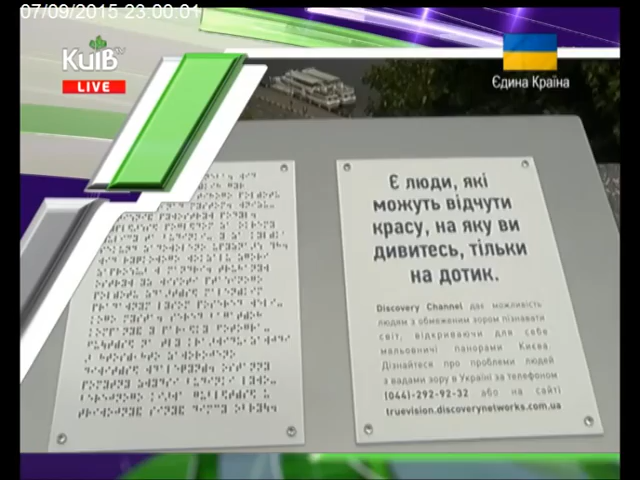 07/09/2015 23:00:01
КиїВ TV
LIVE
Єдина Країна
Є люди, які
можуть відчути
красу, на яку ви
дивитесь, тільки
на дотик.
Discovery Channel дає можливість
людям з обмеженим зором пізнавати
світ, відкриваючи для себе
мальовничі панорами Києва
Дізнайтеся про проблеми людей
з вадами зору в Україні за телефоном
(044)-292-92-32 або на сайті
truevision.discoverynetworks.com.ua